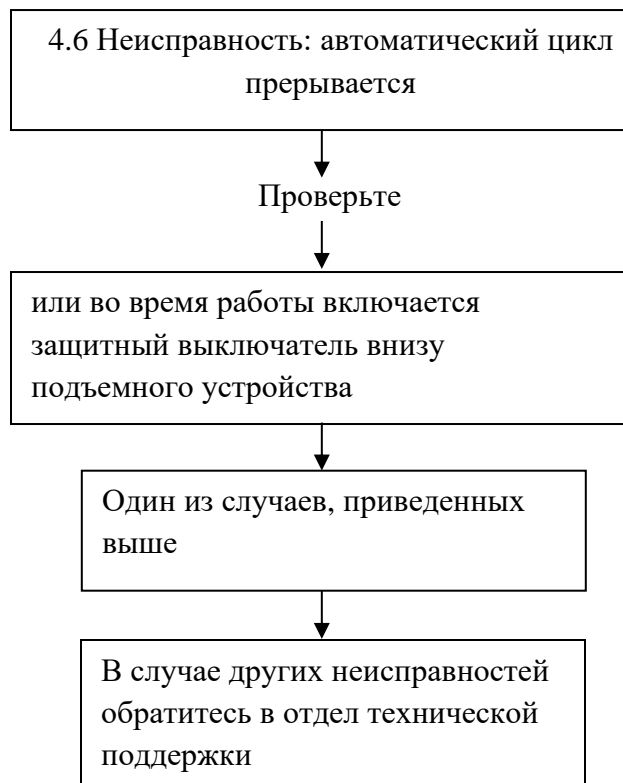 4.6 Неисправность: автоматический цикл
прерывается
Проверьте
или во время работы включается
защитный выключатель внизу
подъемного устройства
Один из случаев, приведенных
выше
В случае других неисправностей
обратитесь в отдел технической
поддержки